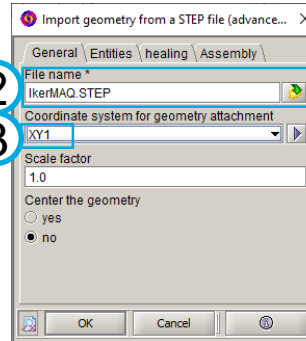 Import geometry from a STEP file (advance...
General Entities healing Assembly
2
File name *
IkerMAQ.STEP
Coordinate system for geometry attachment
3
XY1
Scale factor
1.0
Center the geometry
yes
no
OK Cancel